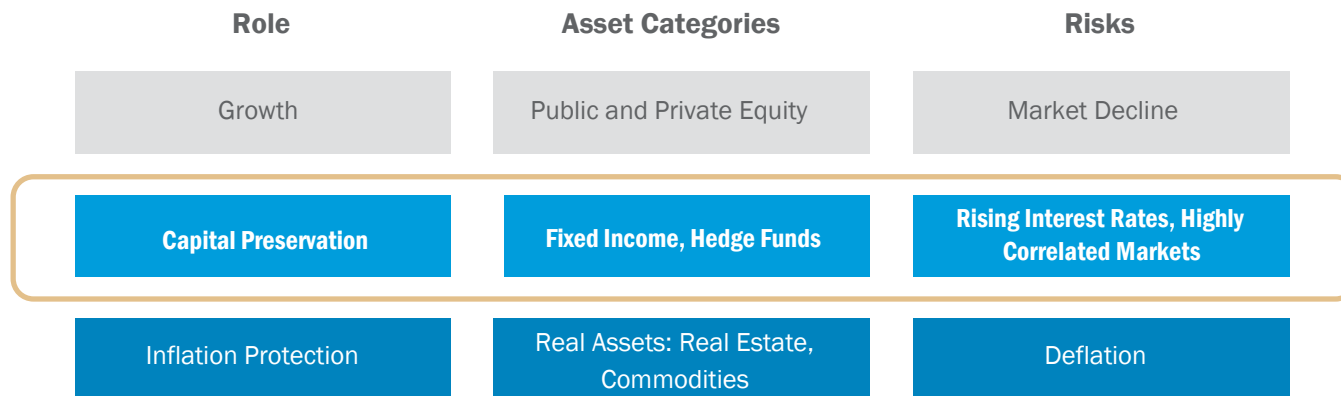 Role Asset Categories Risks
Growth Public and Private Equity Market Decline
Capital Preservation Fixed Income, Hedge Funds Rising Interest Rates, Highly
Correlated Markets
Inflation Protection Real Assets: Real Estate, Deflation
Commodities